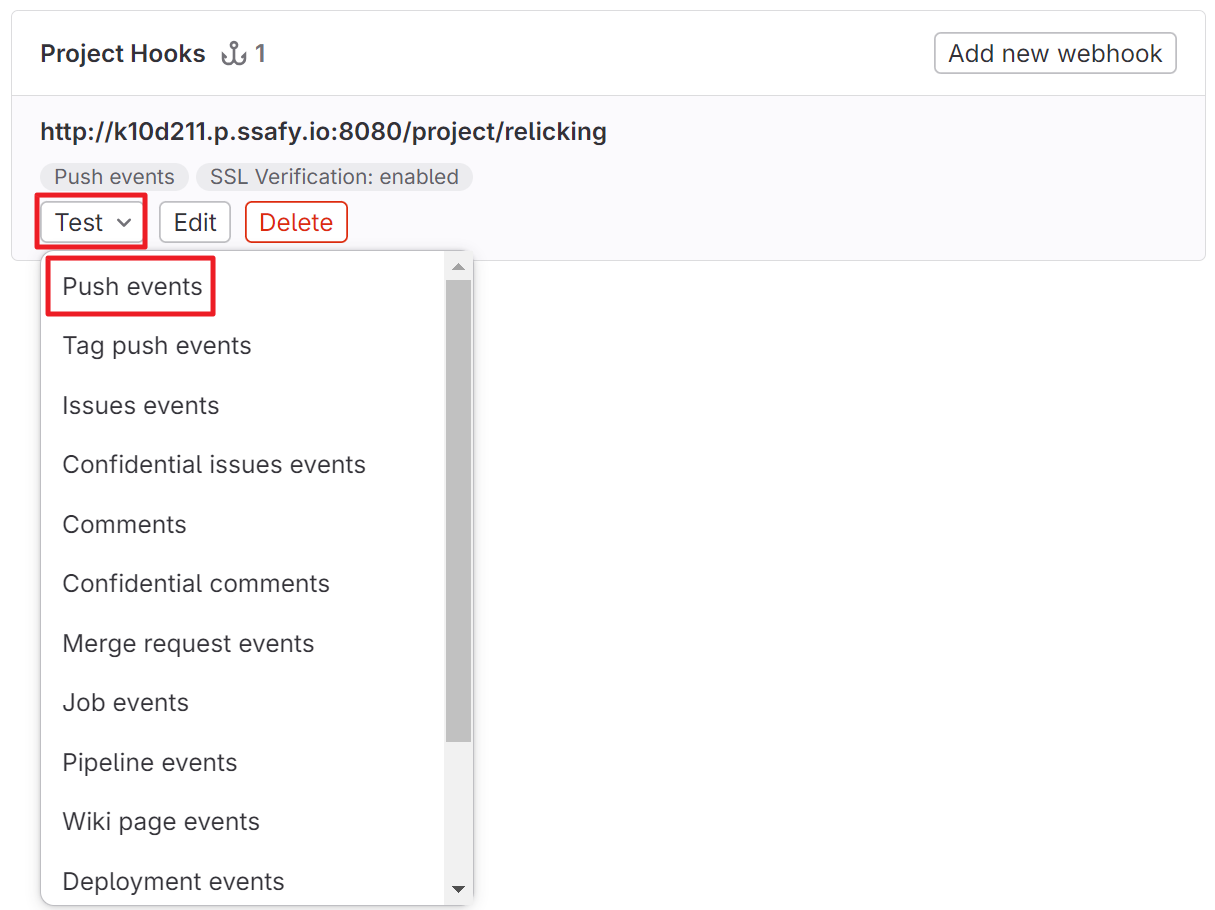 Project Hooks 1 Add new webhook
http://k10d211.p.ssafy.io:8080/project/relicking
Push events SSL Verification: enabled
Test Edit Delete
Push events
Tag push events
Issues events
Confidential issues events
Comments
Confidential comments
Merge request events
Job events
Pipeline events
Wiki page events
Deployment events